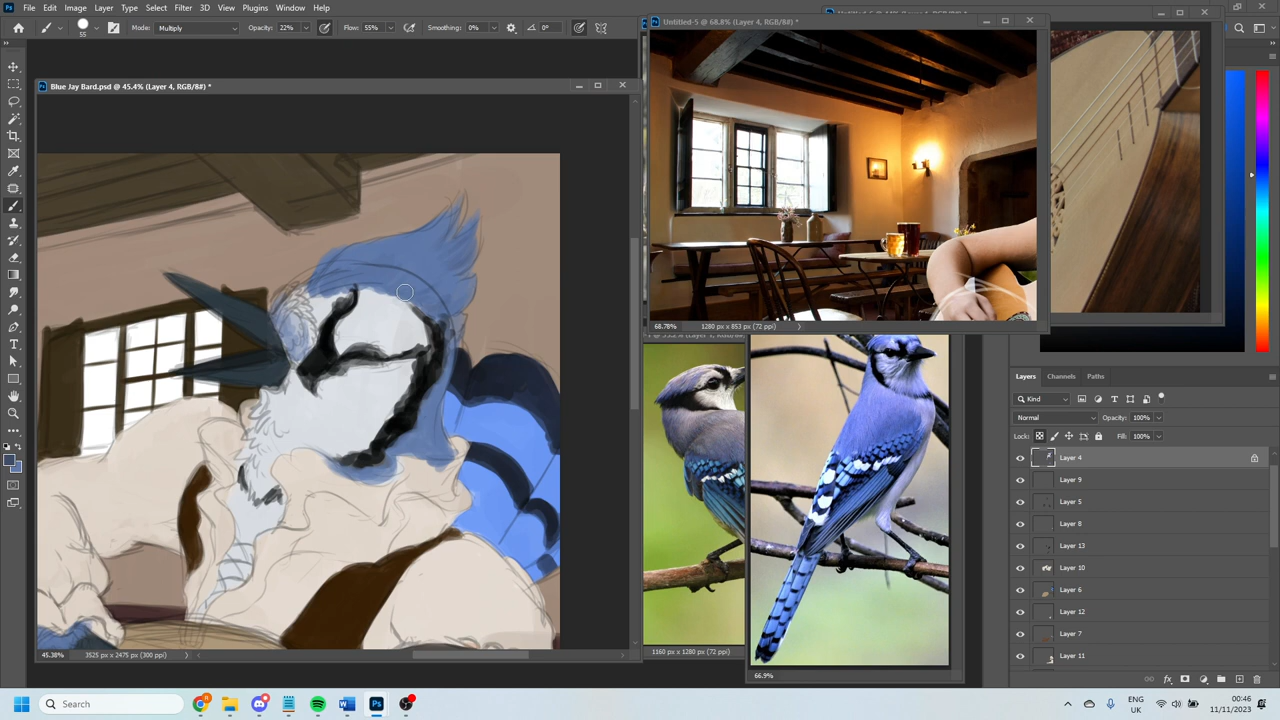 File Edit Image Layer Type Select Filter 3D View Plugins Window Help
55 Mode: Multiply Opacity: 22% Flow: 55% Smoothing: 0% 0°
Untitled-5 @ 68.8% (Layer 4, RGB/8#) *
Blue Jay Bard.psd @ 45.4% (Layer 4, RGB/8#) *
68.78% 1280 px x 853 px (72 ppi)
Layers Channels Paths
Kind
Normal Opacity: 100%
Lock: Fill: 100%
Layer 4
Layer 9
Layer 5
Layer 8
Layer 13
Layer 10
Layer 6
Layer 12
Layer 7
Layer 11
45.38% 3525 px x 2475 px (300 ppi)
1160 px x 1280 px (72 ppi)
66.9%
Search
ENG
UK
00:46
11/11/2023